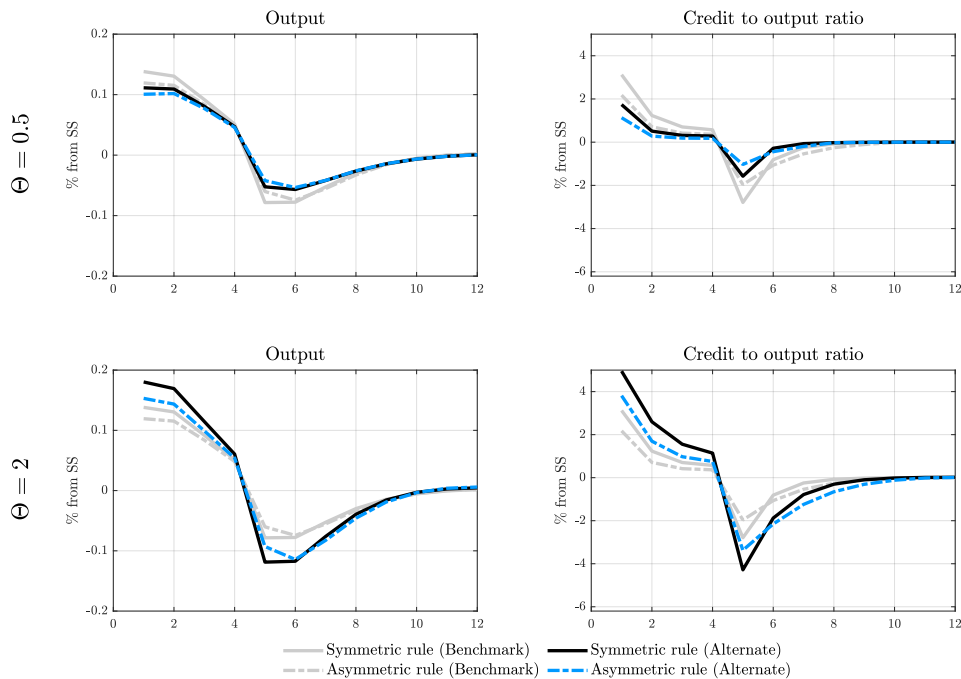 Output
Credit to output ratio
Θ = 0.5
% from SS
0.2
0.1
0
-0.1
-0.2
0 2 4 6 8 10 12
% from SS
4
2
0
-2
-4
-6
0 2 4 6 8 10 12
Output
Credit to output ratio
Θ = 2
% from SS
0.2
0.1
0
-0.1
-0.2
0 2 4 6 8 10 12
% from SS
4
2
0
-2
-4
-6
0 2 4 6 8 10 12
Symmetric rule (Benchmark) Symmetric rule (Alternate)
Asymmetric rule (Benchmark) Asymmetric rule (Alternate)